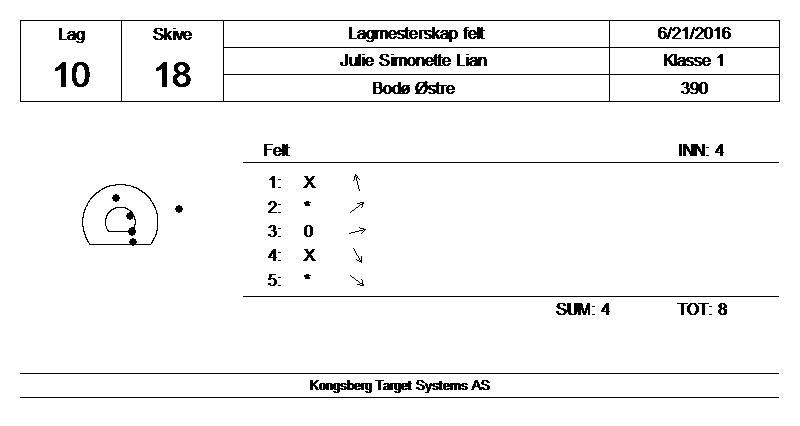 Lag Skive Lagmesterskap felt 6/21/2016
10 18 Julie Simonette Lian Klasse 1
Bodø Østre 390
Felt INN: 4
1: X
2: *
3: 0
4: X
5: *
SUM: 4 TOT: 8
Kongsberg Target Systems AS